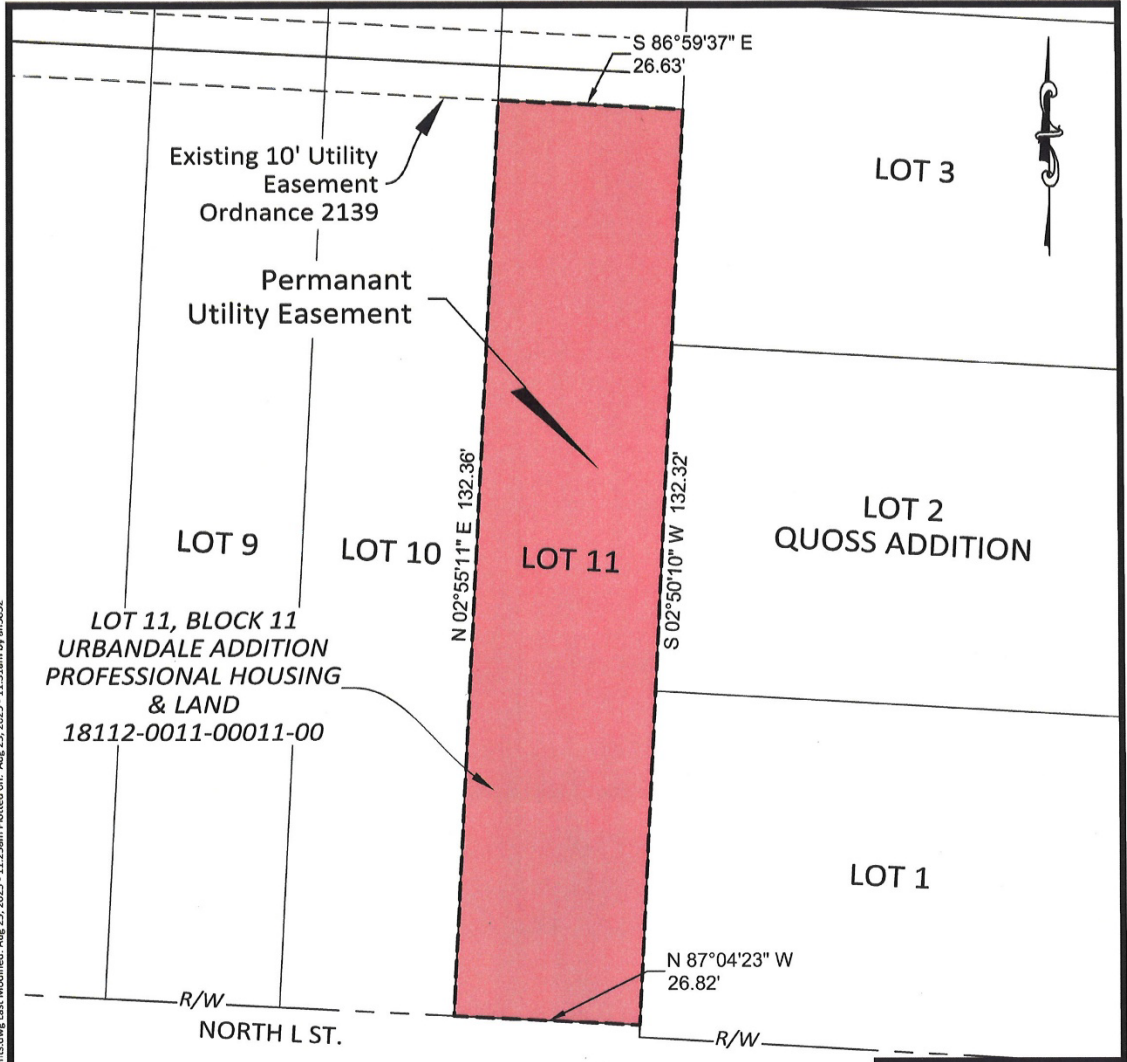 S 86°59'37" E
26.63'
Existing 10' Utility
Easement
Ordnance 2139
LOT 3
Permanant
Utility Easement
N 02°55'11" E 132.36'
S 02°50'10" W 132.32'
LOT 9
LOT 10
LOT 11
LOT 2
QUOSS ADDITION
LOT 11, BLOCK 11
URBANDALE ADDITION
PROFESSIONAL HOUSING
& LAND
18112-0011-00011-00
LOT 1
N 87°04'23" W
26.82'
R/W
NORTH L ST.
R/W